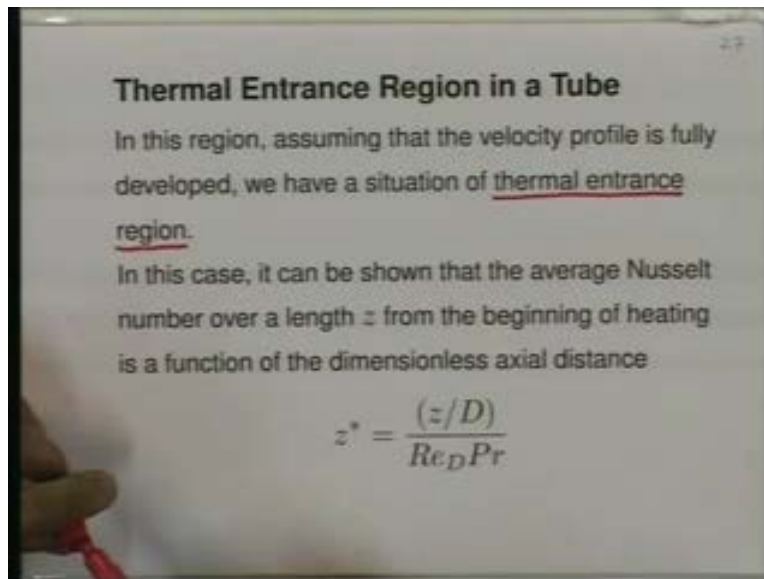 27
Thermal Entrance Region in a Tube
In this region, assuming that the velocity profile is fully
developed, we have a situation of thermal entrance
region.
In this case, it can be shown that the average Nusselt
number over a length z from the beginning of heating
is a function of the dimensionless axial distance
z* = (z/D) / Re_D Pr